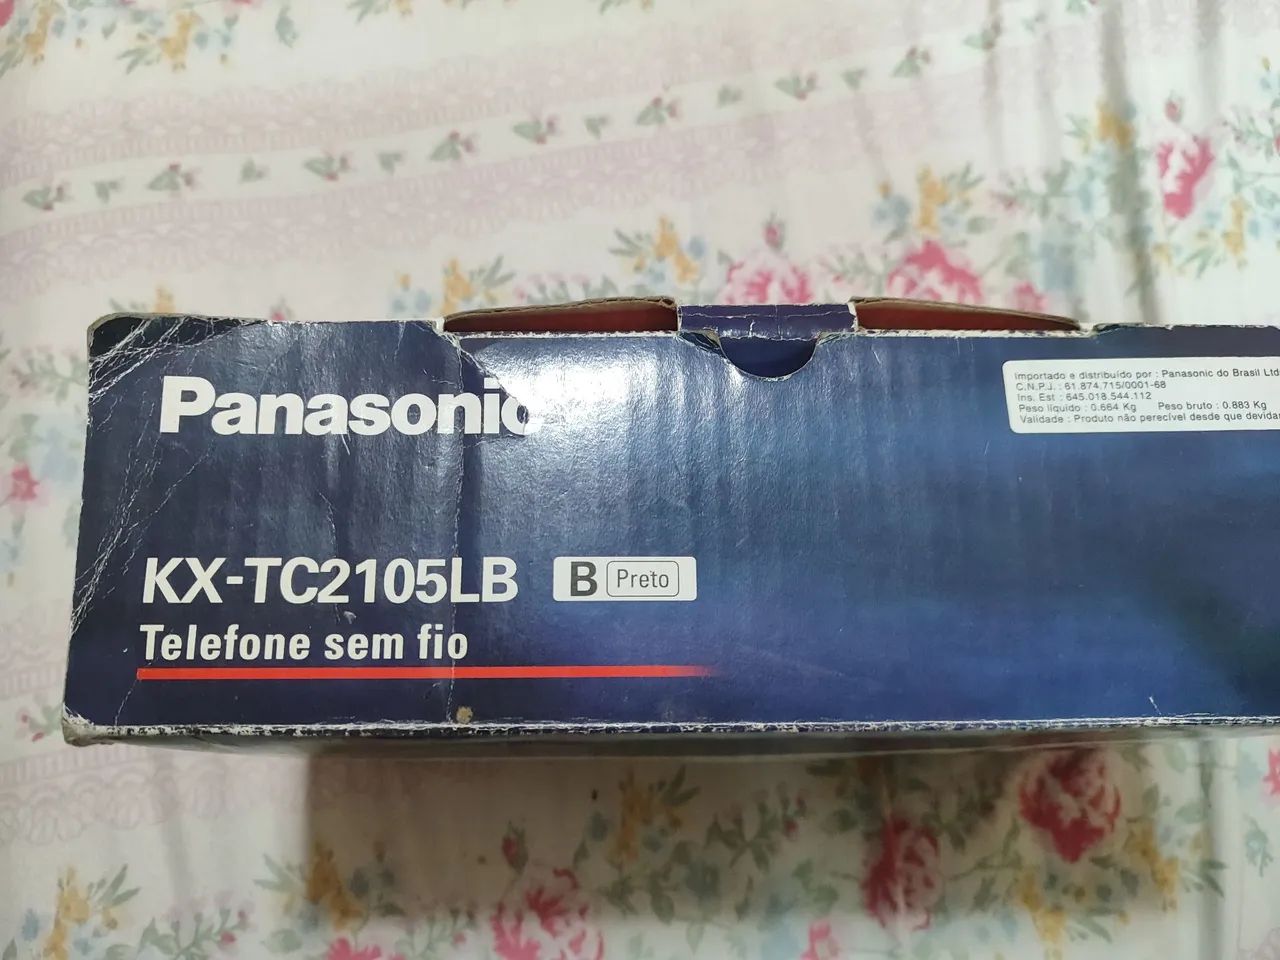 Panasonic
Importado e distribuído por : Panasonic do Brasil Ltd
C.N.P.J. : 61.874.715/0001-68
Ins. Est : 645.018.544.112
Peso líquido : 0.664 Kg Peso bruto : 0.883 Kg
Validade : Produto não perecível desde que
KX-TC2105LB B Preto
Telefone sem fio